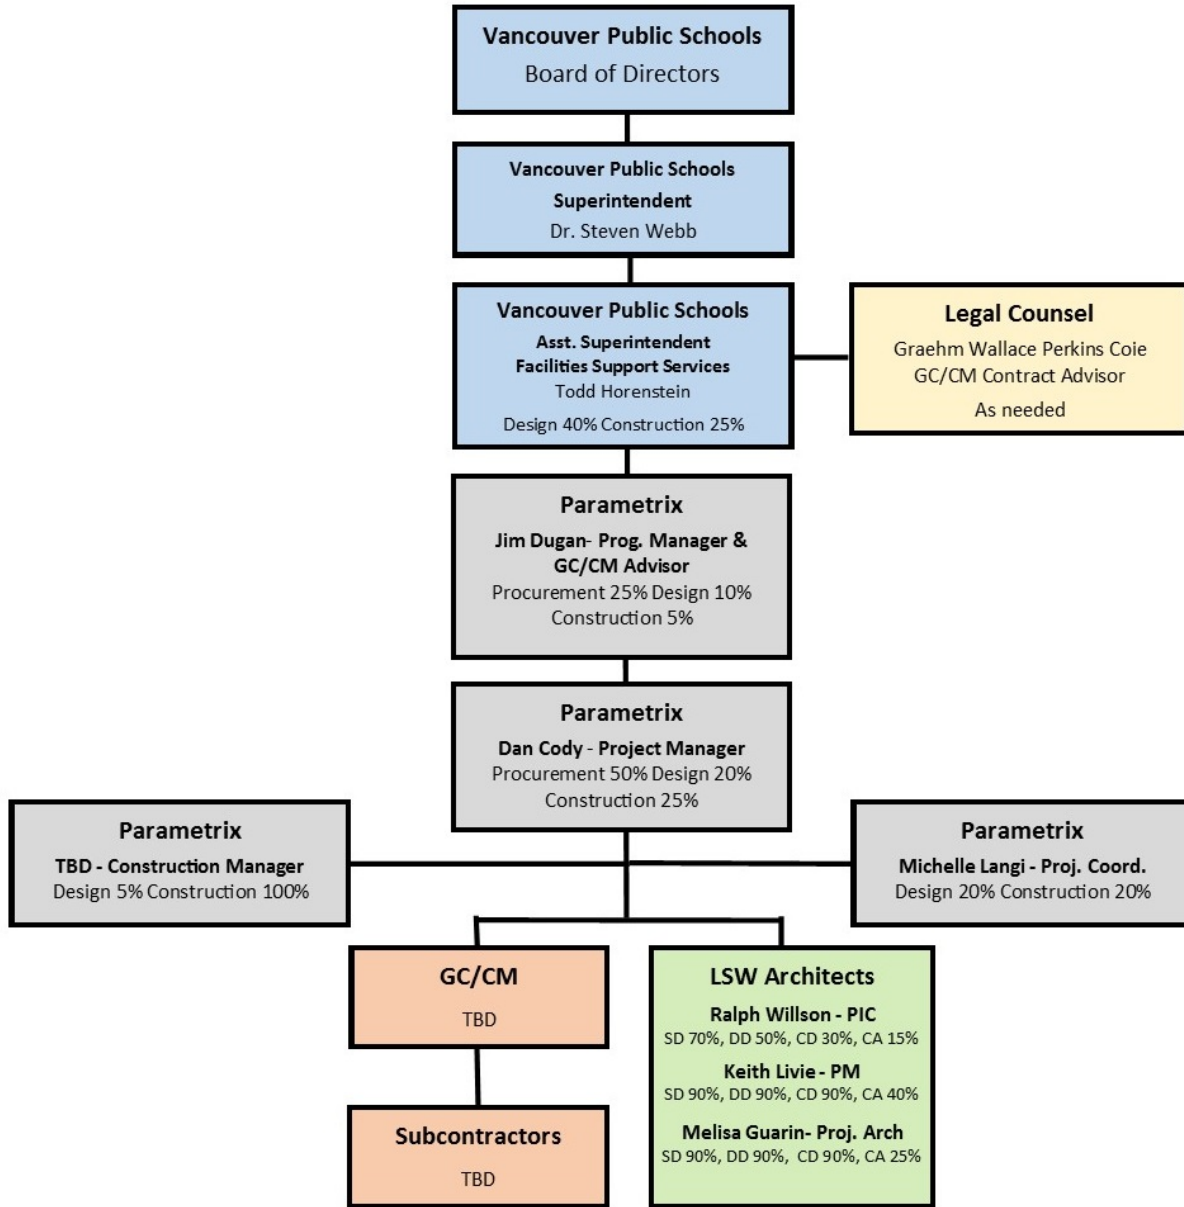 Vancouver Public Schools
Board of Directors
Vancouver Public Schools
Superintendent
Dr. Steven Webb
Vancouver Public Schools
Asst. Superintendent
Facilities Support Services
Todd Horenstein
Design 40% Construction 25%
Legal Counsel
Graehm Wallace Perkins Coie
GC/CM Contract Advisor
As needed
Parametrix
Jim Dugan- Prog. Manager &
GC/CM Advisor
Procurement 25% Design 10%
Construction 5%
Parametrix
Dan Cody - Project Manager
Procurement 50% Design 20%
Construction 25%
Parametrix
TBD - Construction Manager
Design 5% Construction 100%
Parametrix
Michelle Langi - Proj. Coord.
Design 20% Construction 20%
GC/CM
TBD
Subcontractors
TBD
LSW Architects
Ralph Willson - PIC
SD 70%, DD 50%, CD 30%, CA 15%
Keith Livie - PM
SD 90%, DD 90%, CD 90%, CA 40%
Melisa Guarin- Proj. Arch
SD 90%, DD 90%, CD 90%, CA 25%